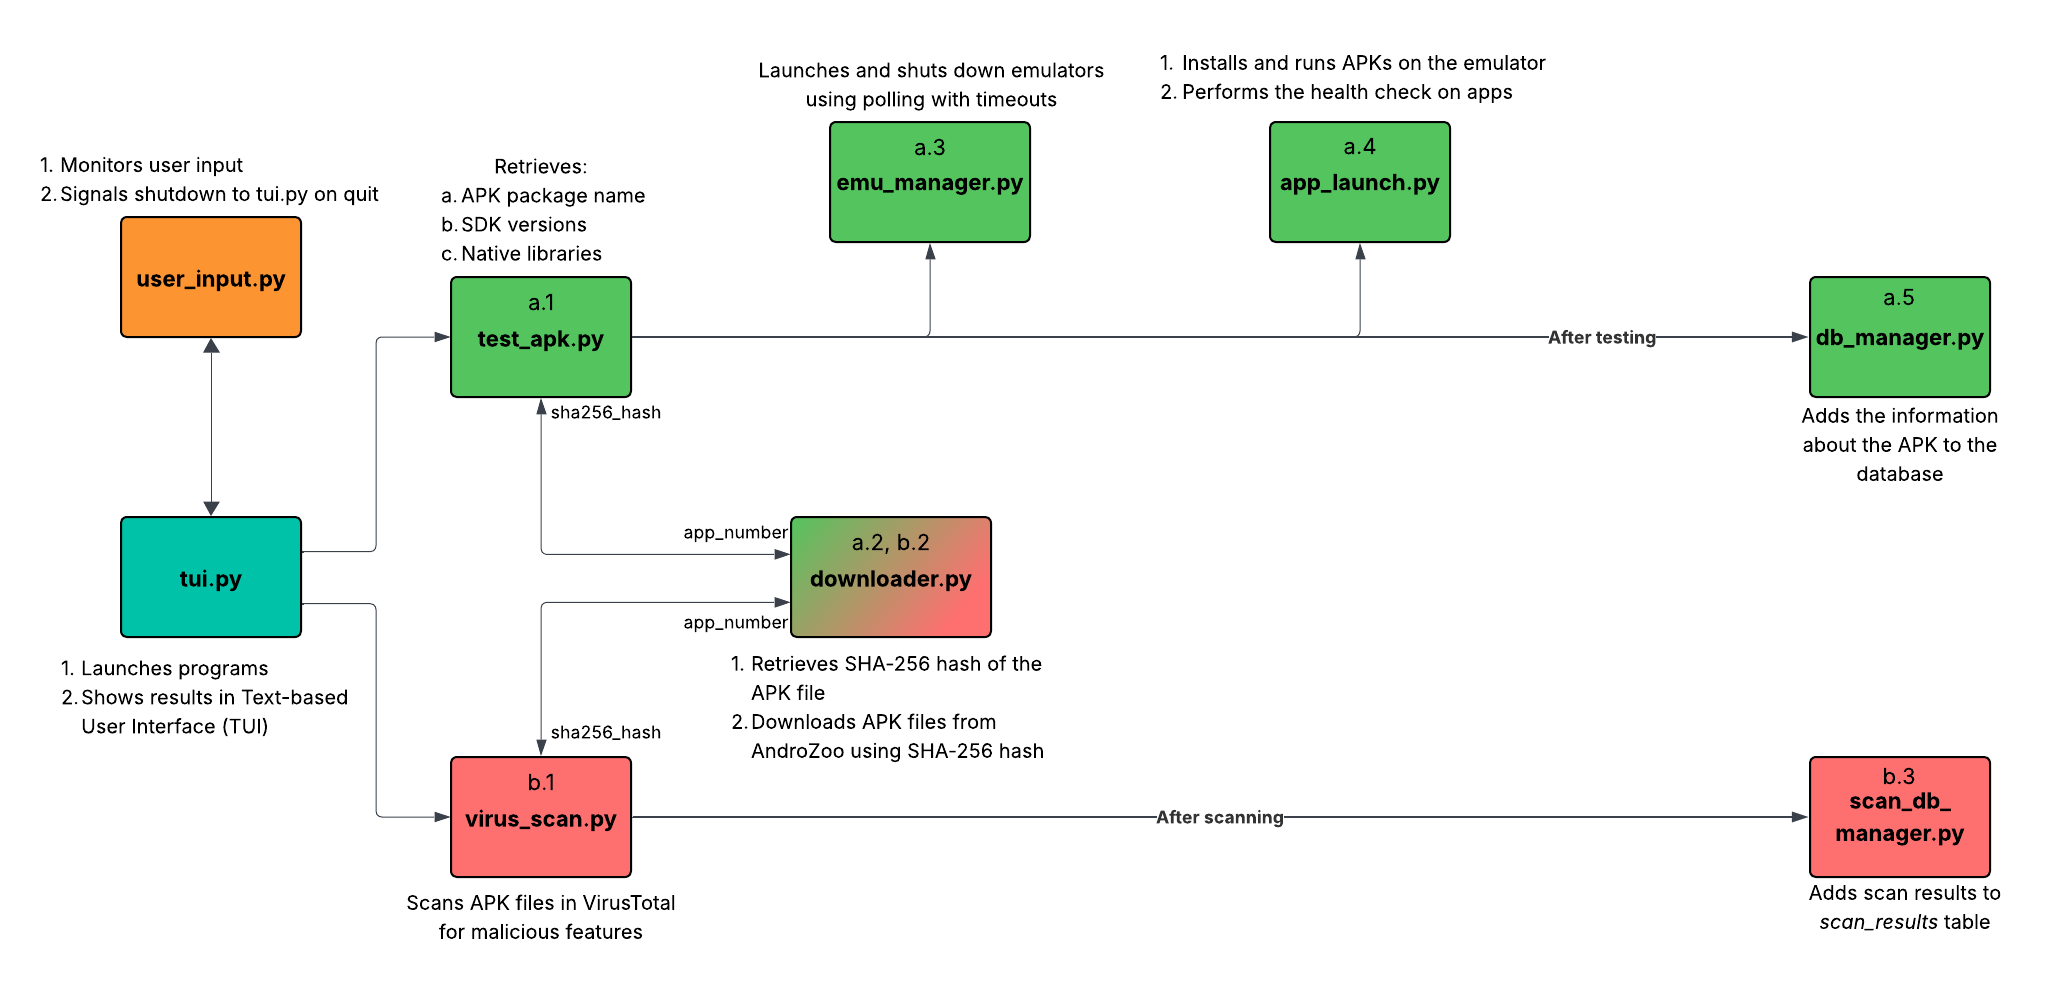 Launches and shuts down emulators
using polling with timeouts
1. Installs and runs APKs on the emulator
2. Performs the health check on apps
a.3
emu_manager.py
a.4
app_launch.py
1. Monitors user input
2. Signals shutdown to tui.py on quit
user_input.py
Retrieves:
a. APK package name
b. SDK versions
c. Native libraries
a.1
test_apk.py
After testing
a.5
db_manager.py
Adds the information
about the APK to the
database
sha256_hash
app_number
a.2, b.2
downloader.py
app_number
1. Retrieves SHA-256 hash of the
APK file
2. Downloads APK files from
AndroZoo using SHA-256 hash
tui.py
1. Launches programs
2. Shows results in Text-based
User Interface (TUI)
sha256_hash
b.1
virus_scan.py
Scans APK files in VirusTotal
for malicious features
After scanning
b.3
scan_db_
manager.py
Adds scan results to
scan_results table